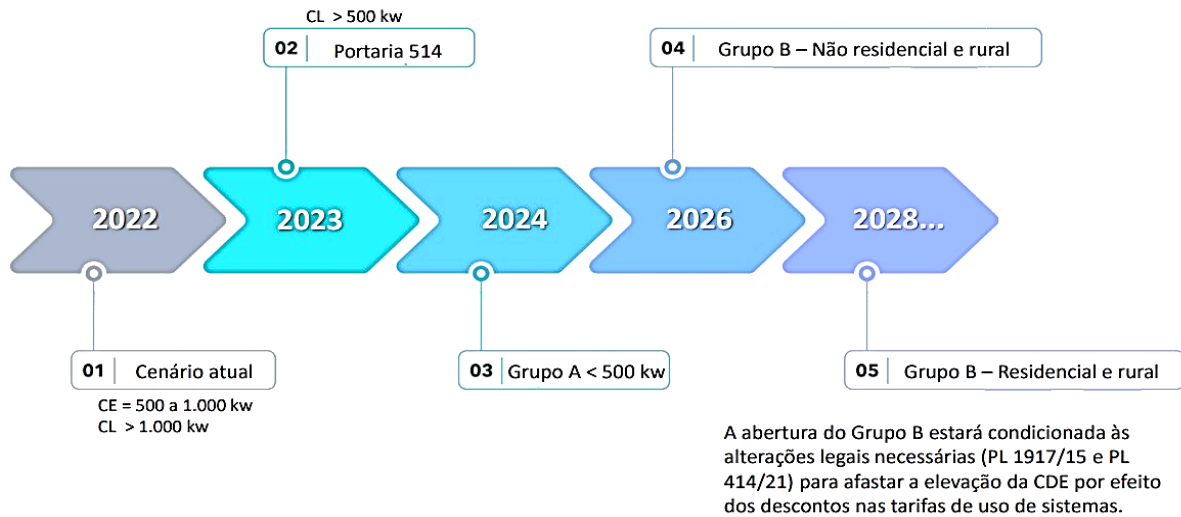 CL > 500 kw
02 Portaria 514
04 Grupo B – Não residencial e rural
2022
2023
2024
2026
2028...
01 Cenário atual
CE = 500 a 1.000 kw
CL > 1.000 kw
03 Grupo A < 500 kw
05 Grupo B – Residencial e rural
A abertura do Grupo B estará condicionada às
alterações legais necessárias (PL 1917/15 e PL
414/21) para afastar a elevação da CDE por efeito
dos descontos nas tarifas de uso de sistemas.